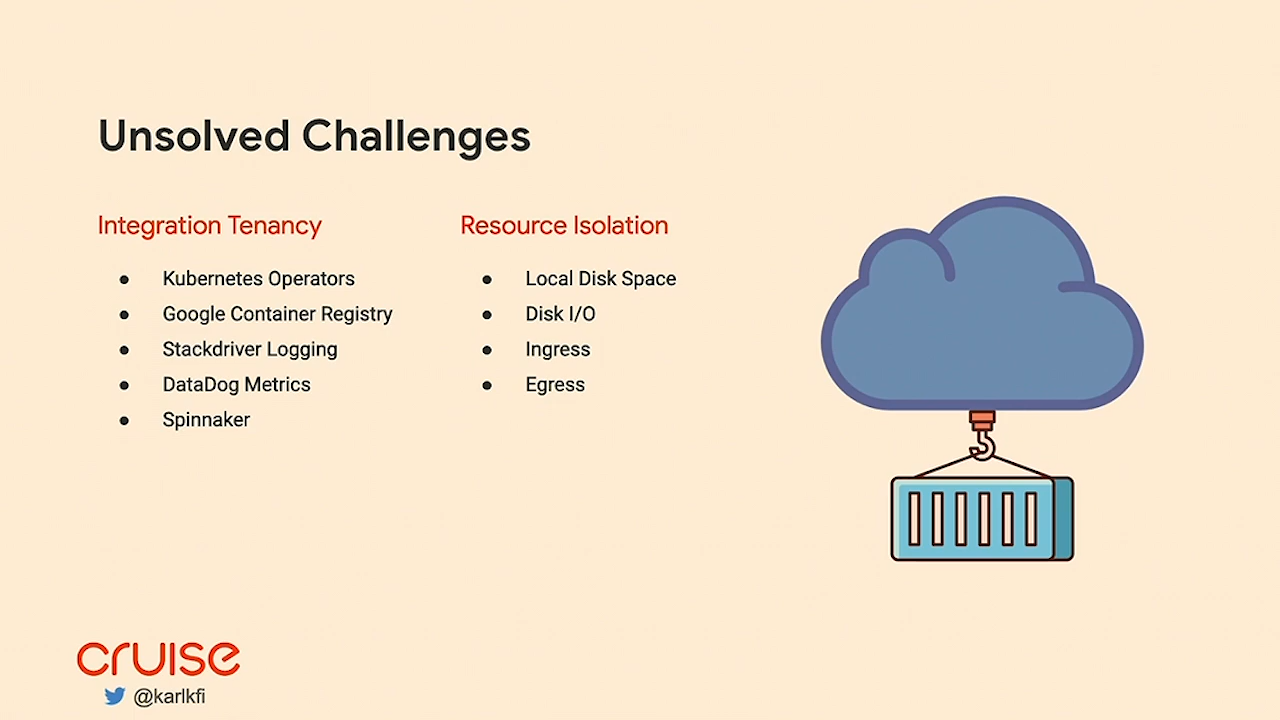 Unsolved Challenges
Integration Tenancy
Kubernetes Operators
Google Container Registry
Stackdriver Logging
DataDog Metrics
Spinnaker
Resource Isolation
Local Disk Space
Disk I/O
Ingress
Egress
cruise
@karlkfi